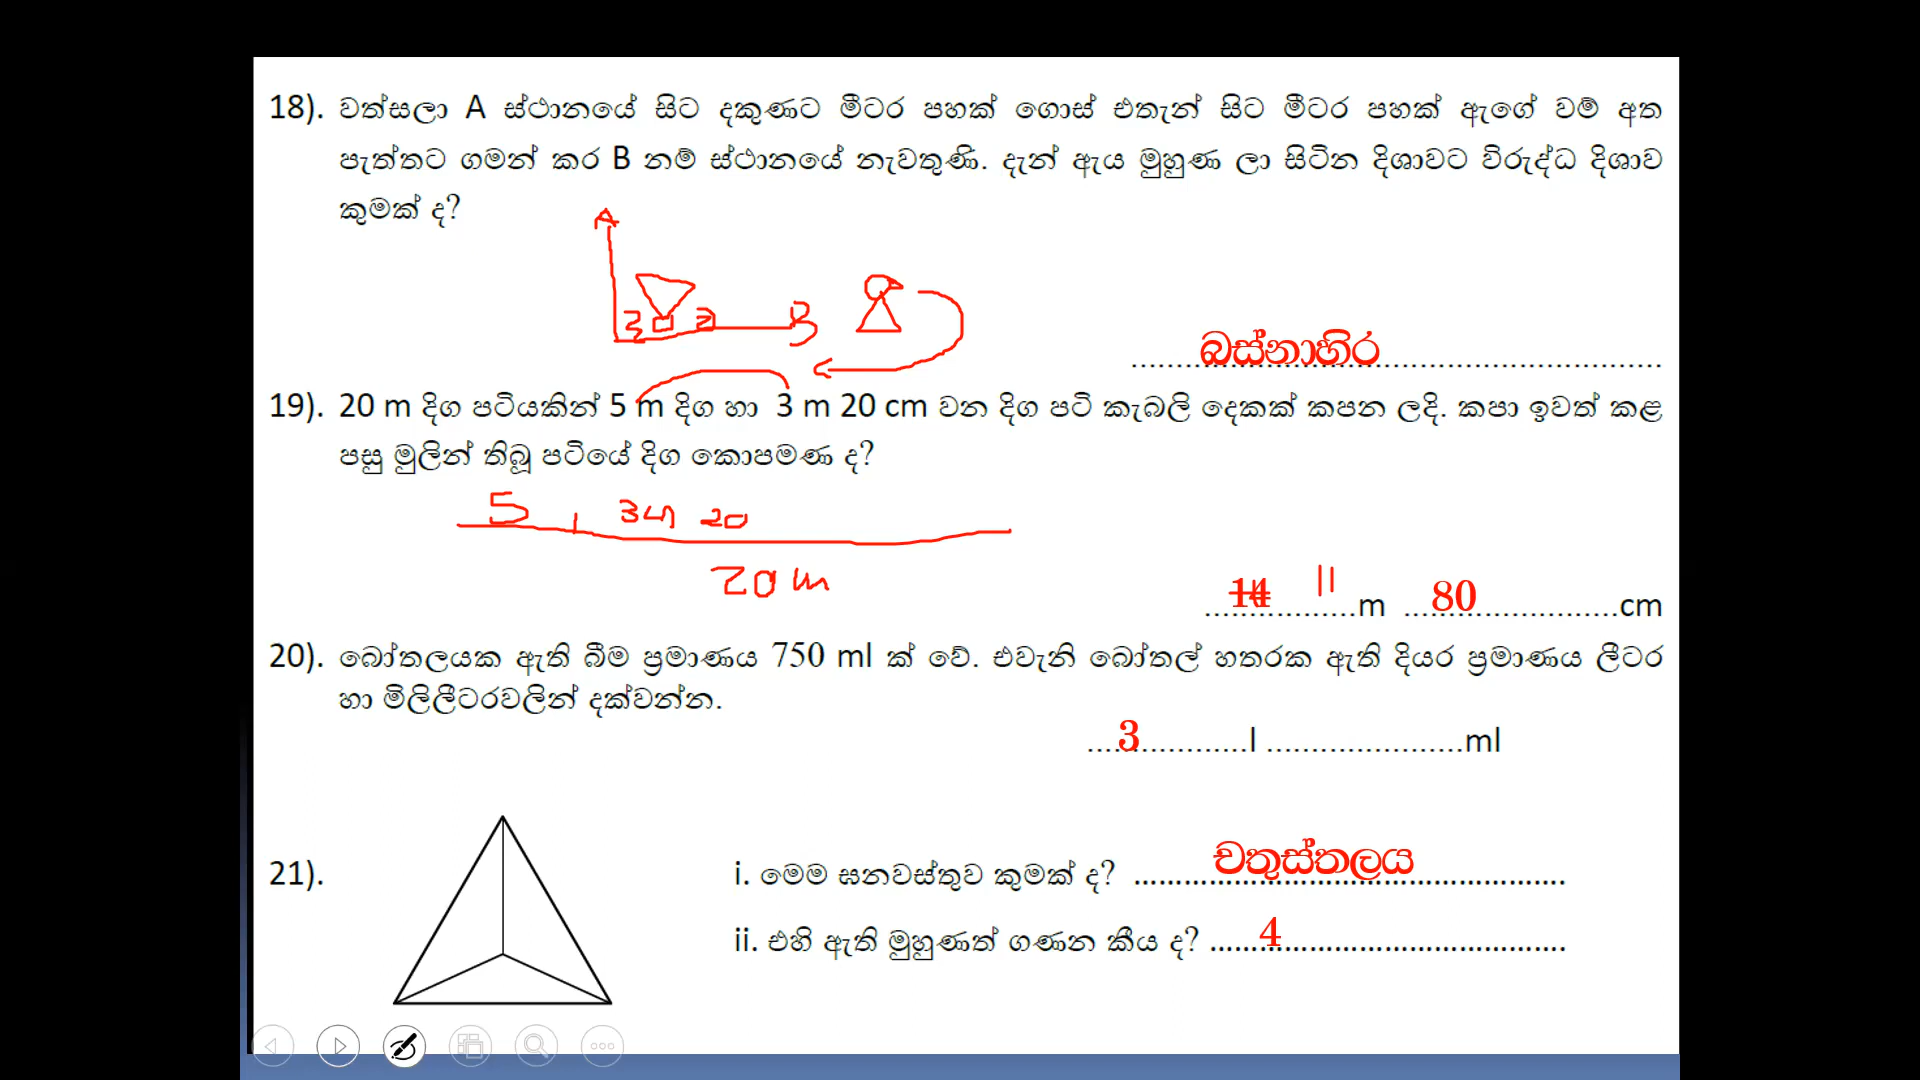 18). වත්සලා A ස්ථානයේ සිට දකුණට මීටර පහක් ගොස් එතැන් සිට මීටර පහක් ඇගේ වම් අත
පැත්තට ගමන් කර B නම් ස්ථානයේ නැවතුණි. දැන් ඇය මුහුණ ලා සිටින දිශාවට විරුද්ධ දිශාව
කුමක් ද?
A
B
බස්නාහිර
19). 20 m දිග පටියකින් 5 m දිග හා 3 m 20 cm වන දිග පටි කැබලි දෙකක් කපන ලදි. කපා ඉවත් කළ
පසු මුලින් තිබූ පටියේ දිග කොපමණ ද?
5 3m 20
20 m
14 11 m 80 cm
20). බෝතලයක ඇති බීම ප්‍රමාණය 750 ml ක් වේ. එවැනි බෝතල් හතරක ඇති දියර ප්‍රමාණය ලීටර
හා මිලිලීටරවලින් දක්වන්න.
3 l ml
21). i. මෙම ඝනවස්තුව කුමක් ද? චතුස්තලය
ii. එහි ඇති මුහුණත් ගණන කීය ද? 4